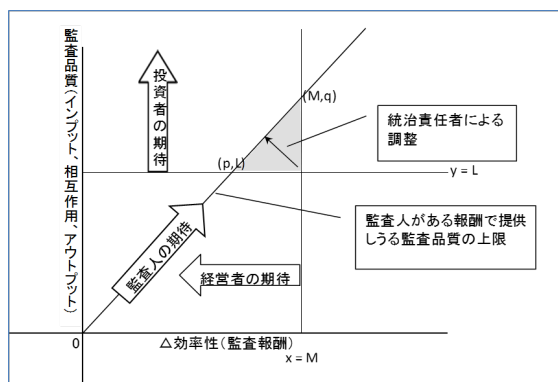 監査品質(インプット、相互作用、アウトプット)
投資者の期待
(M,q)
統治責任者による
調整
(p,L)
y = L
監査人がある報酬で提供
しうる監査品質の上限
監査人の期待
経営者の期待
0
△効率性(監査報酬)
x = M